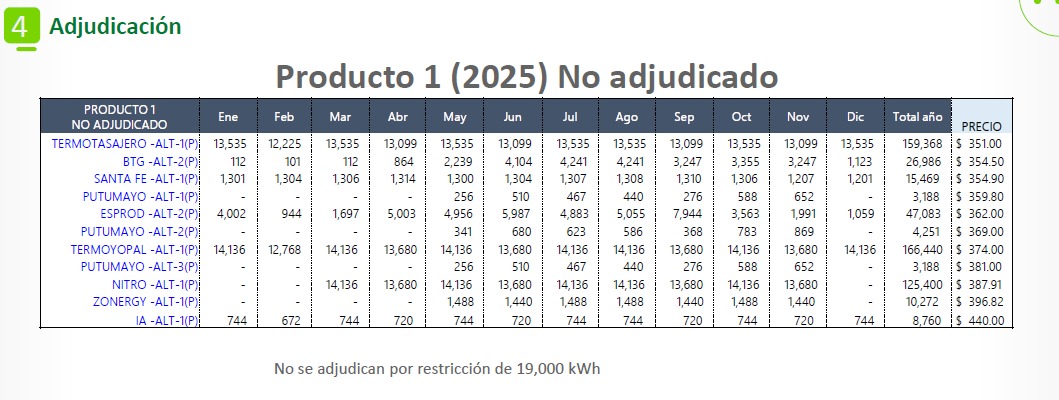 4 Adjudicación
Producto 1 (2025) No adjudicado
PRODUCTO 1 NO ADJUDICADO Ene Feb Mar Abr May Jun Jul Ago Sep Oct Nov Dic Total año PRECIO
TERMOTASAJERO -ALT-1(P) 13,535 12,225 13,535 13,099 13,535 13,099 13,535 13,535 13,099 13,535 13,099 13,535 159,368 $ 351.00
BTG -ALT-2(P) 112 101 112 864 2,239 4,104 4,241 4,241 3,247 3,355 3,247 1,123 26,986 $ 354.50
SANTA FE -ALT-1(P) 1,301 1,304 1,306 1,314 1,300 1,304 1,307 1,308 1,310 1,306 1,207 1,201 15,469 $ 354.90
PUTUMAYO -ALT-1(P) - - - - 256 510 467 440 276 588 652 - 3,188 $ 359.80
ESPROD -ALT-2(P) 4,002 944 1,697 5,003 4,956 5,987 4,883 5,055 7,944 3,563 1,991 1,059 47,083 $ 362.00
PUTUMAYO -ALT-2(P) - - - - 341 680 623 586 368 783 869 - 4,251 $ 369.00
TERMOYOPAL -ALT-1(P) 14,136 12,768 14,136 13,680 14,136 13,680 14,136 14,136 13,680 14,136 13,680 14,136 166,440 $ 374.00
PUTUMAYO -ALT-3(P) - - - - 256 510 467 440 276 588 652 - 3,188 $ 381.00
NITRO -ALT-1(P) - - 14,136 13,680 14,136 13,680 14,136 14,136 13,680 14,136 13,680 - 125,400 $ 387.91
ZONERGY -ALT-1(P) - - - - 1,488 1,440 1,488 1,488 1,440 1,488 1,440 - 10,272 $ 396.82
IA -ALT-1(P) 744 672 744 720 744 720 744 744 720 744 720 744 8,760 $ 440.00
No se adjudican por restricción de 19,000 kWh